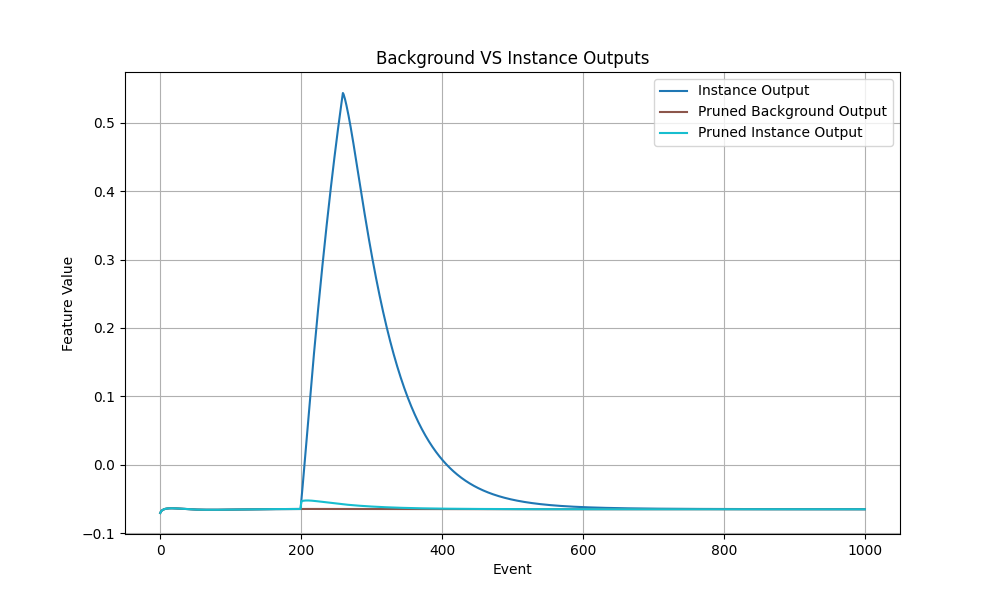 Background VS Instance Outputs
Instance Output
Pruned Background Output
Pruned Instance Output
Feature Value
0.5
0.4
0.3
0.2
0.1
0.0
−0.1
0 200 400 600 800 1000
Event